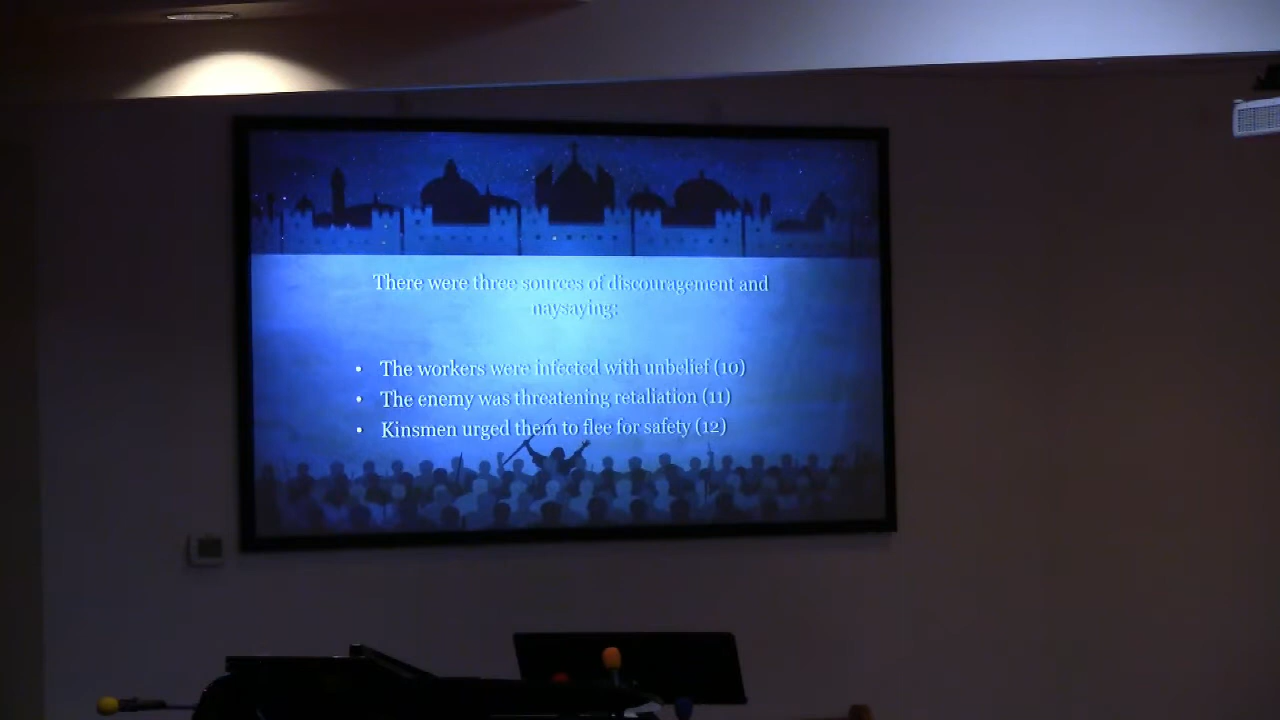 There were three sources of discouragement and
naysaying:
• The workers were infected with unbelief (10)
• The enemy was threatening retaliation (11)
• Kinsmen urged them to flee for safety (12)